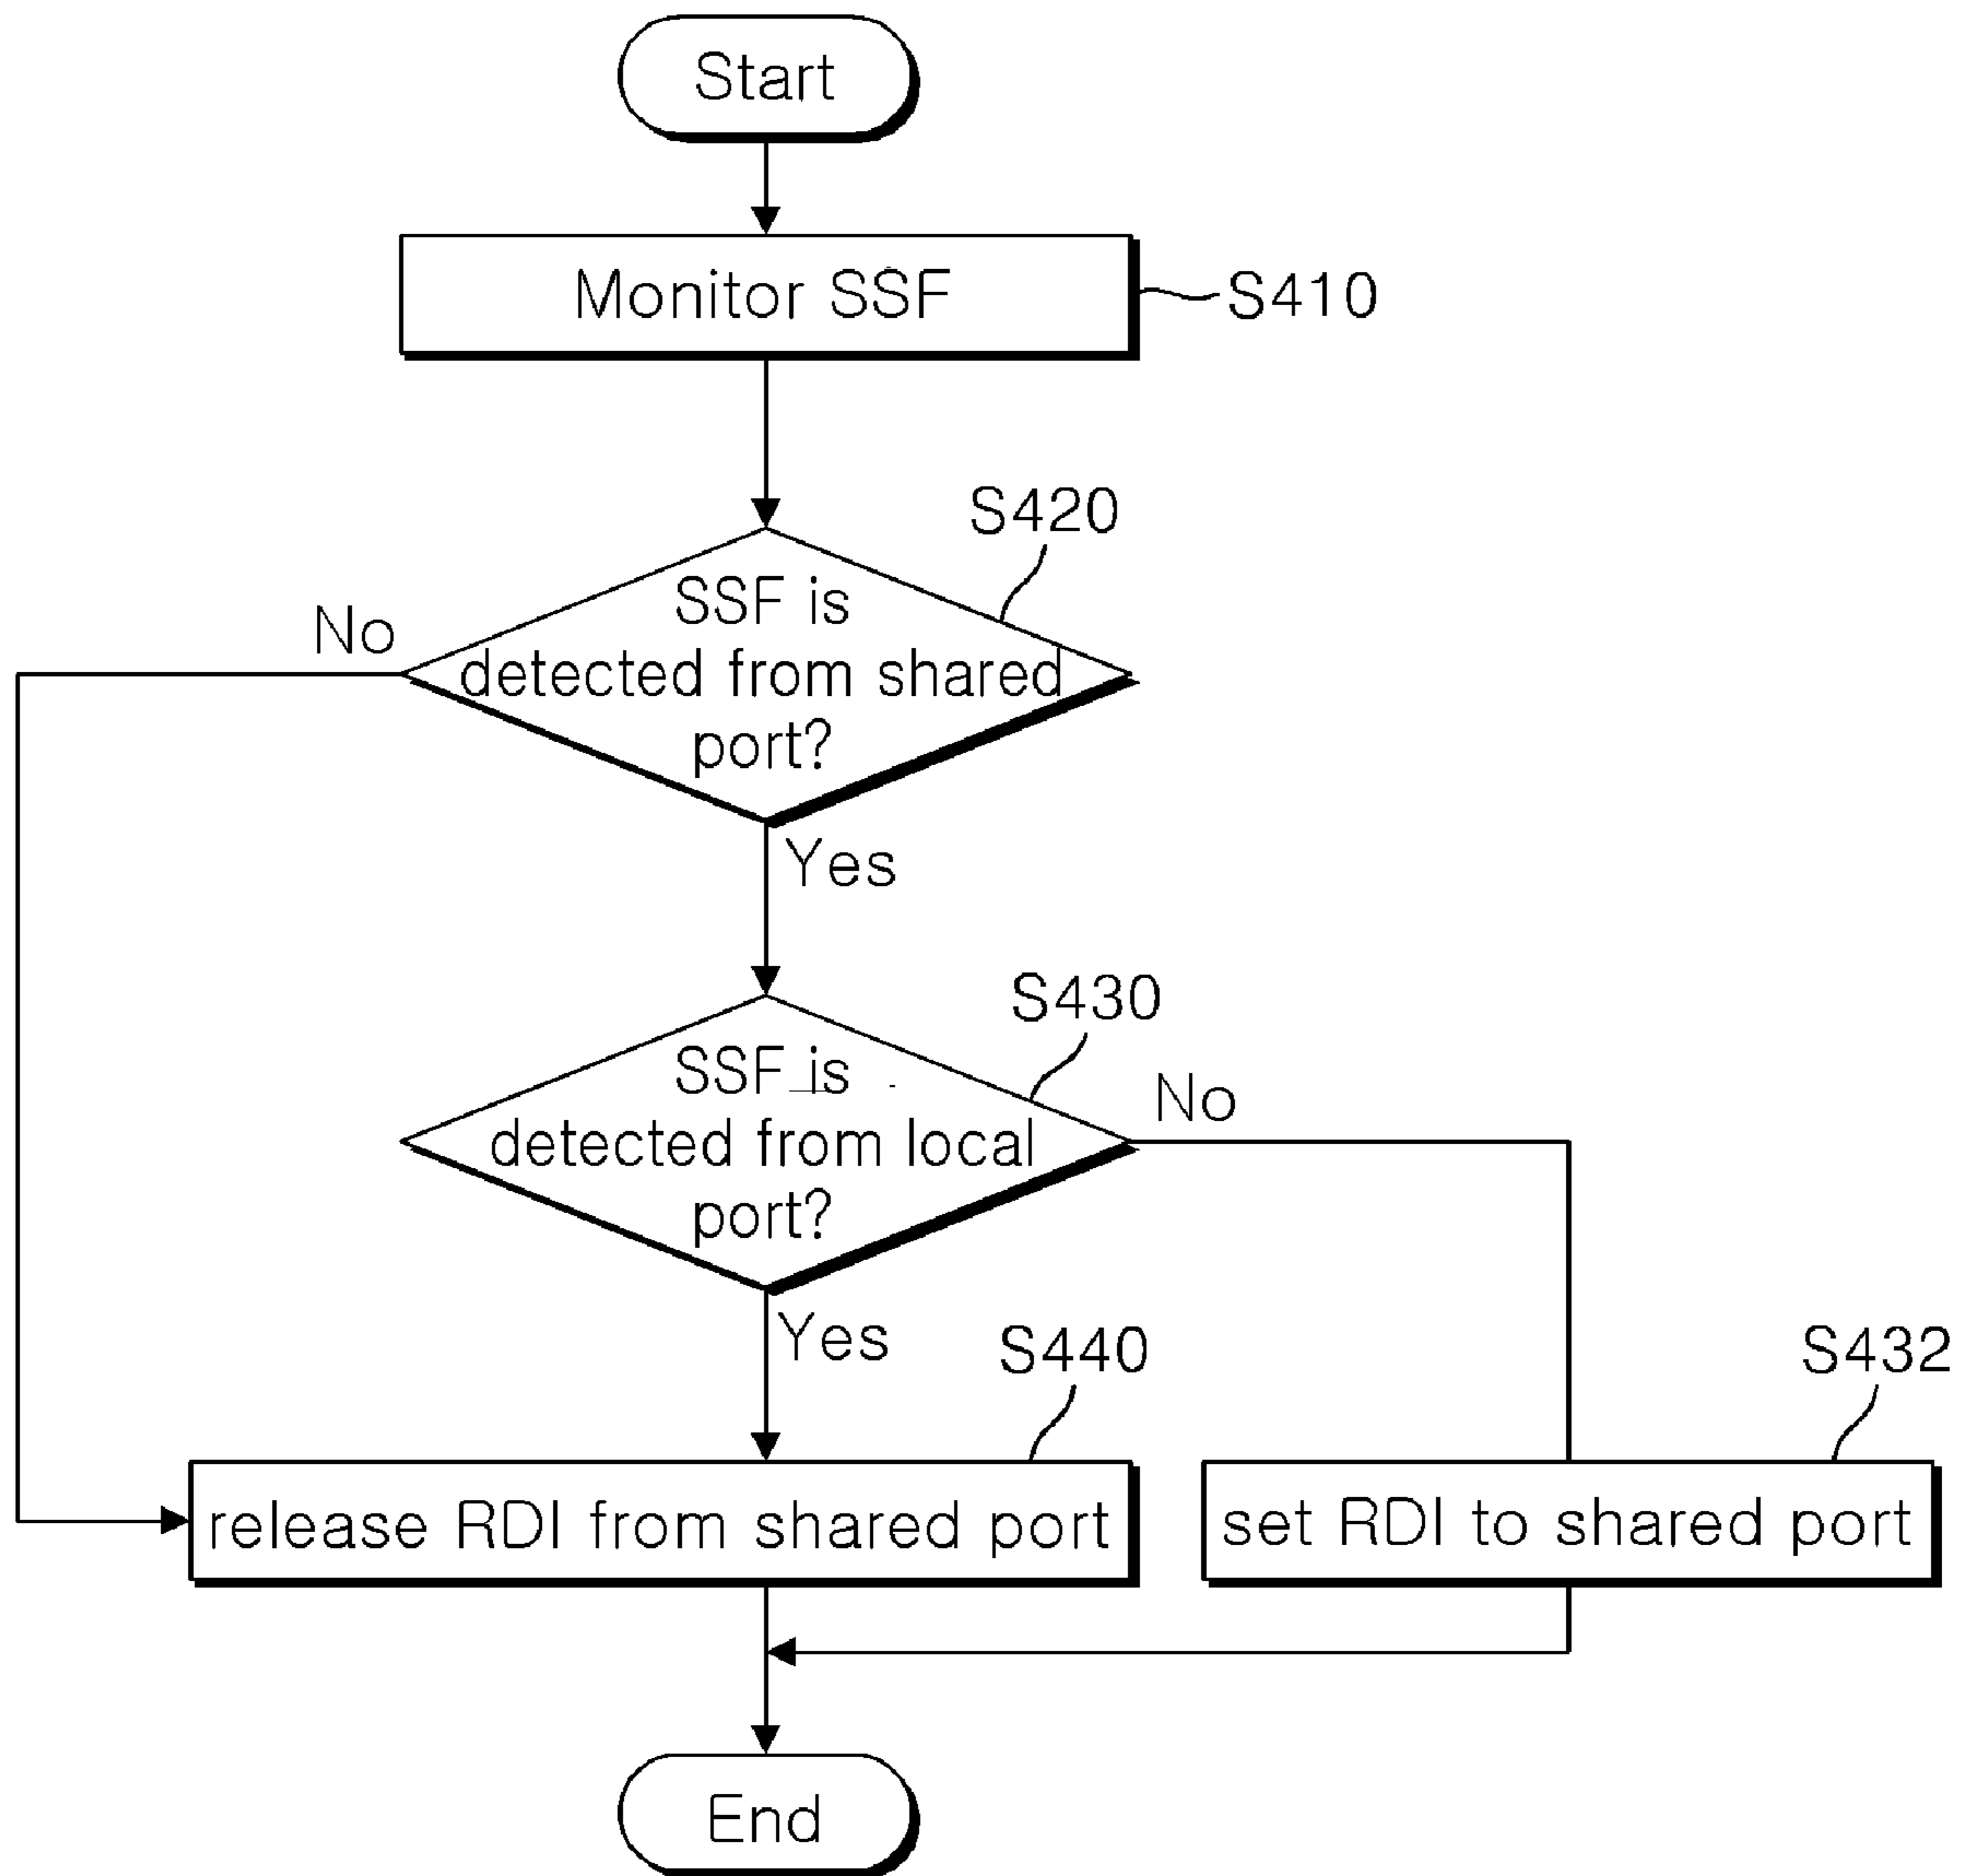 Start
Monitor SSF
S410
S420
SSF is
detected from shared
port?
No
Yes
S430
SSF is
detected from local
port?
No
Yes
S440
S432
release RDI from shared port
set RDI to shared port
End